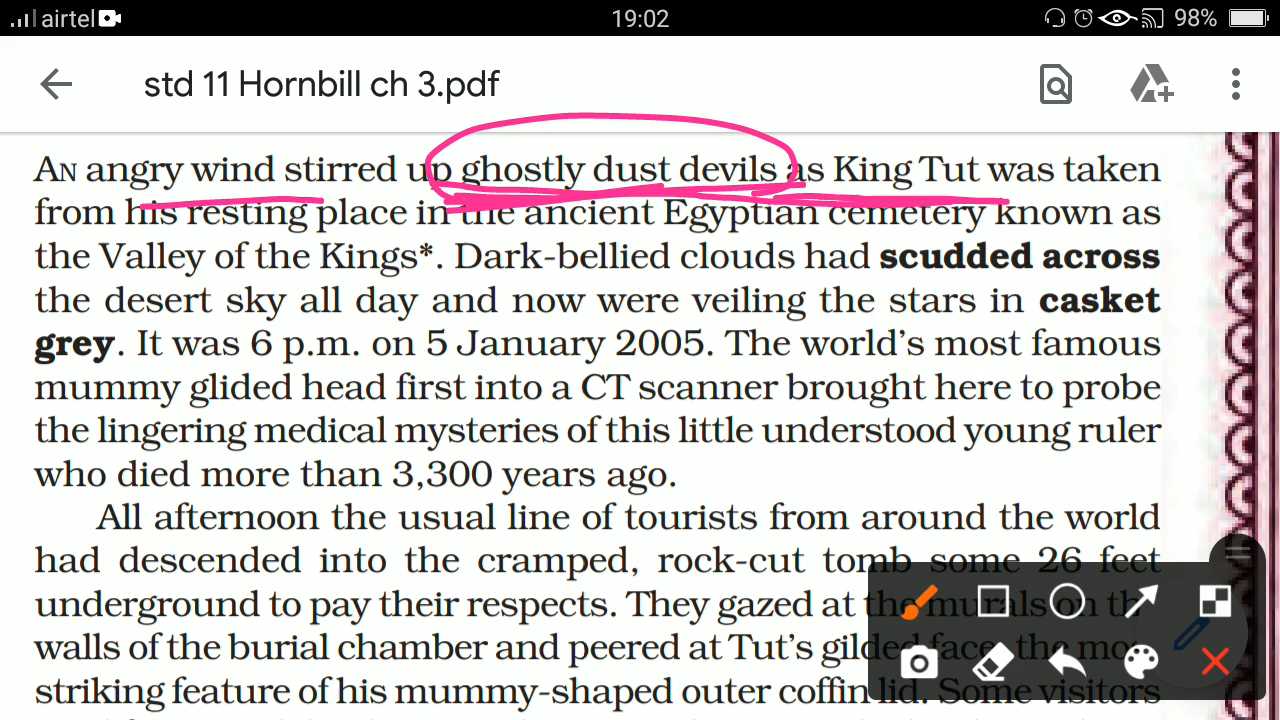 airtel
19:02
98%
std 11 Hornbill ch 3.pdf
AN angry wind stirred up ghostly dust devils as King Tut was taken
from his resting place in the ancient Egyptian cemetery known as
the Valley of the Kings*. Dark-bellied clouds had scudded across
the desert sky all day and now were veiling the stars in casket
grey. It was 6 p.m. on 5 January 2005. The world's most famous
mummy glided head first into a CT scanner brought here to probe
the lingering medical mysteries of this little understood young ruler
who died more than 3,300 years ago.
All afternoon the usual line of tourists from around the world
had descended into the cramped, rock-cut tomb some 26 feet
underground to pay their respects. They gazed at the murals on
walls of the burial chamber and peered at Tut's gilded face, the
striking feature of his mummy-shaped outer coffin lid. Some visitors